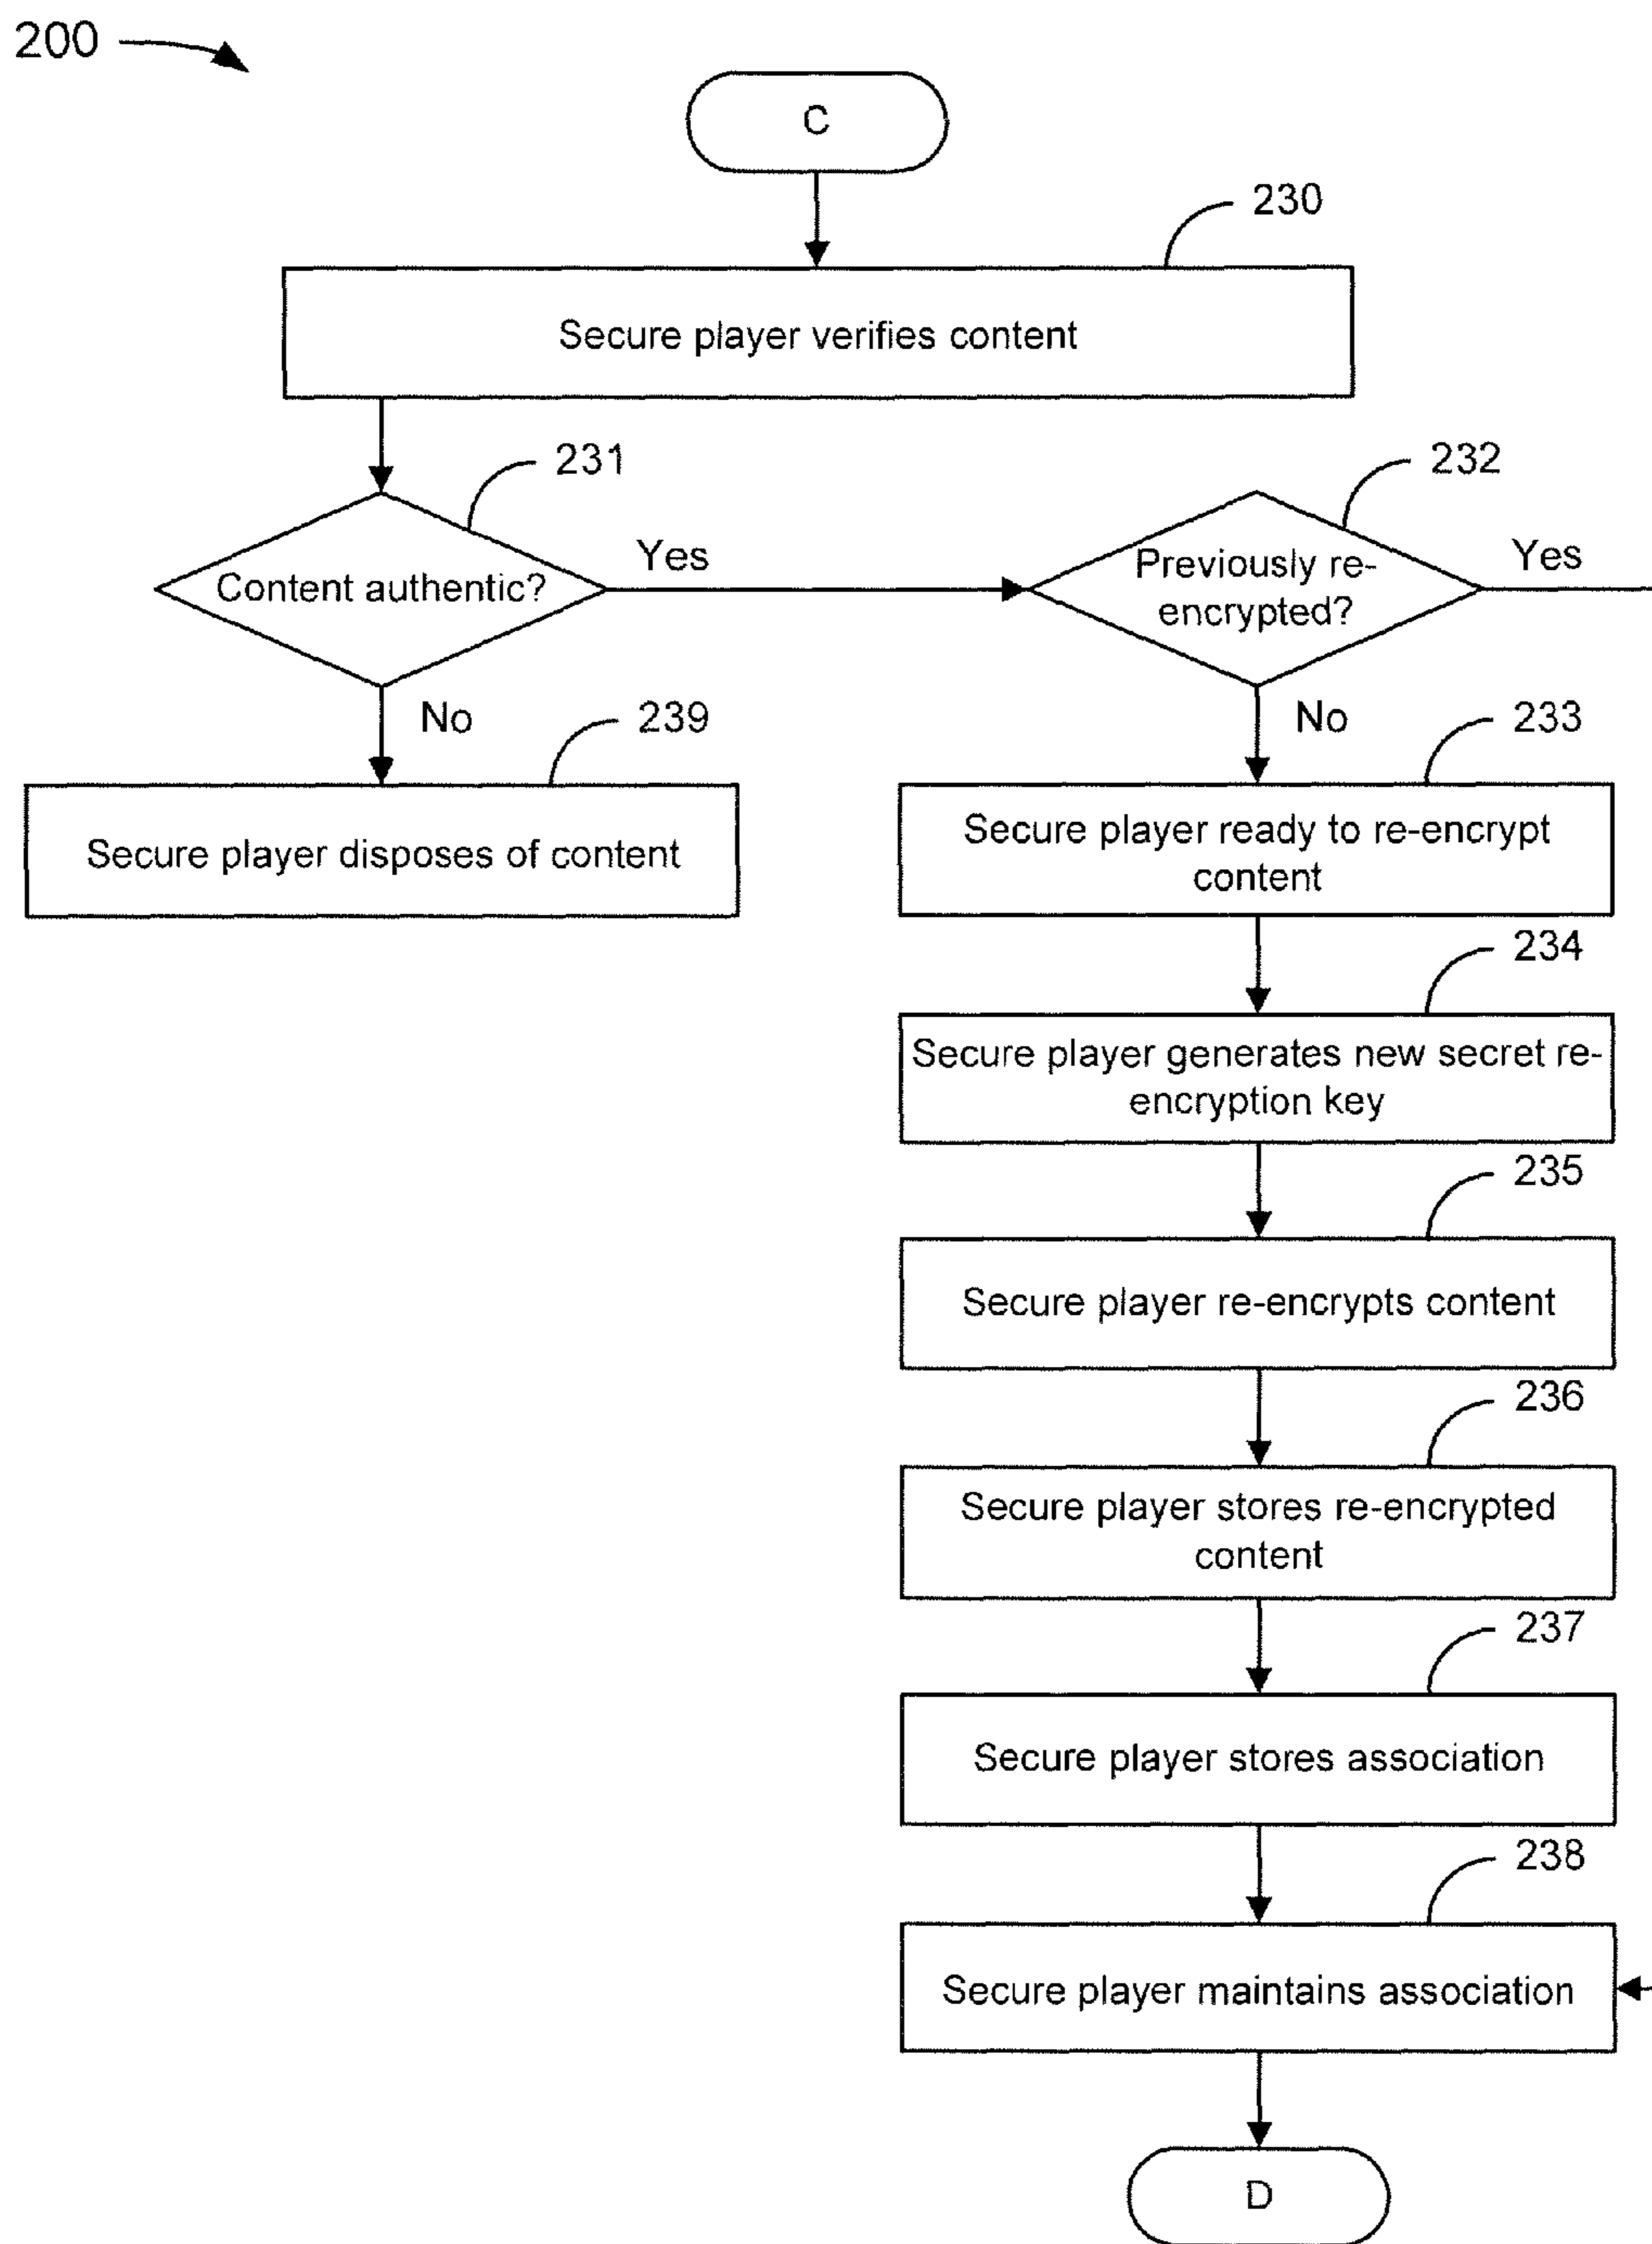 200
C
230
Secure player verifies content
231
232
Content authentic?
Yes
Previously re-
encrypted?
Yes
No
239
No
233
Secure player disposes of content
Secure player ready to re-encrypt
content
234
Secure player generates new secret re-
encryption key
235
Secure player re-encrypts content
236
Secure player stores re-encrypted
content
237
Secure player stores association
238
Secure player maintains association
D